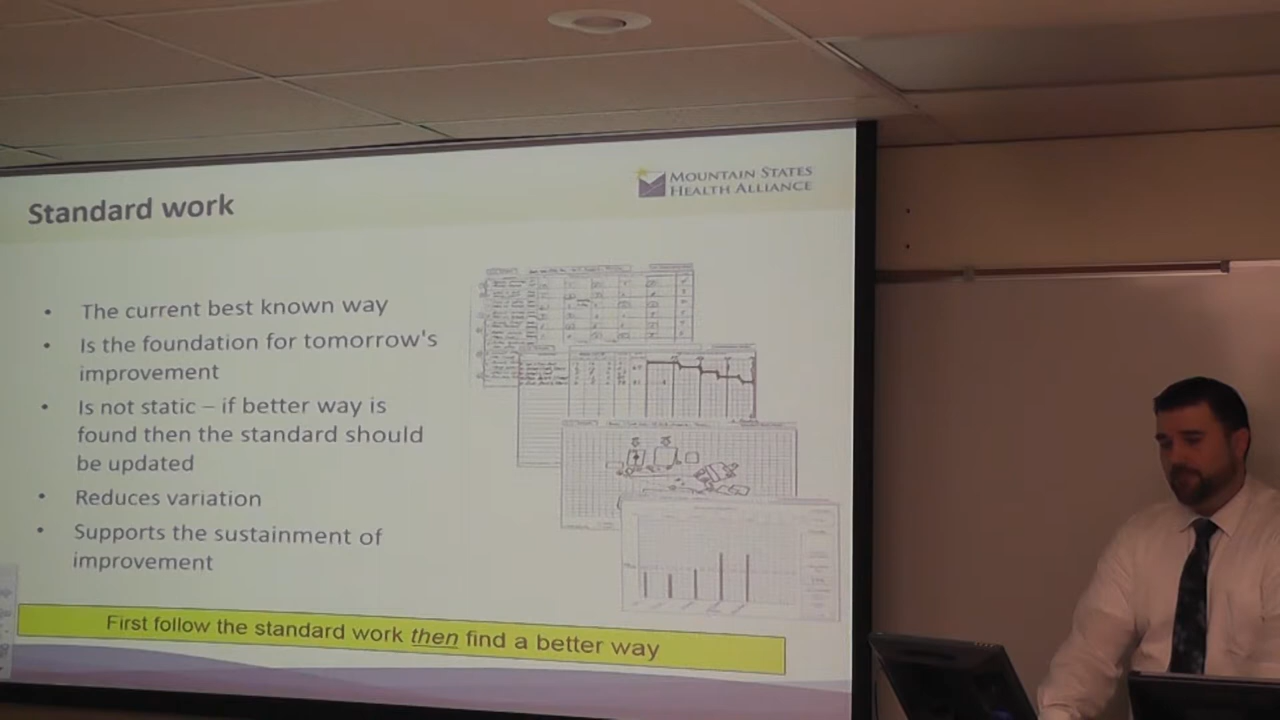 MOUNTAIN STATES
HEALTH ALLIANCE
Standard work
• The current best known way
• Is the foundation for tomorrow's
improvement
• Is not static – if better way is
found then the standard should
be updated
• Reduces variation
• Supports the sustainment of
improvement
First follow the standard work then find a better way